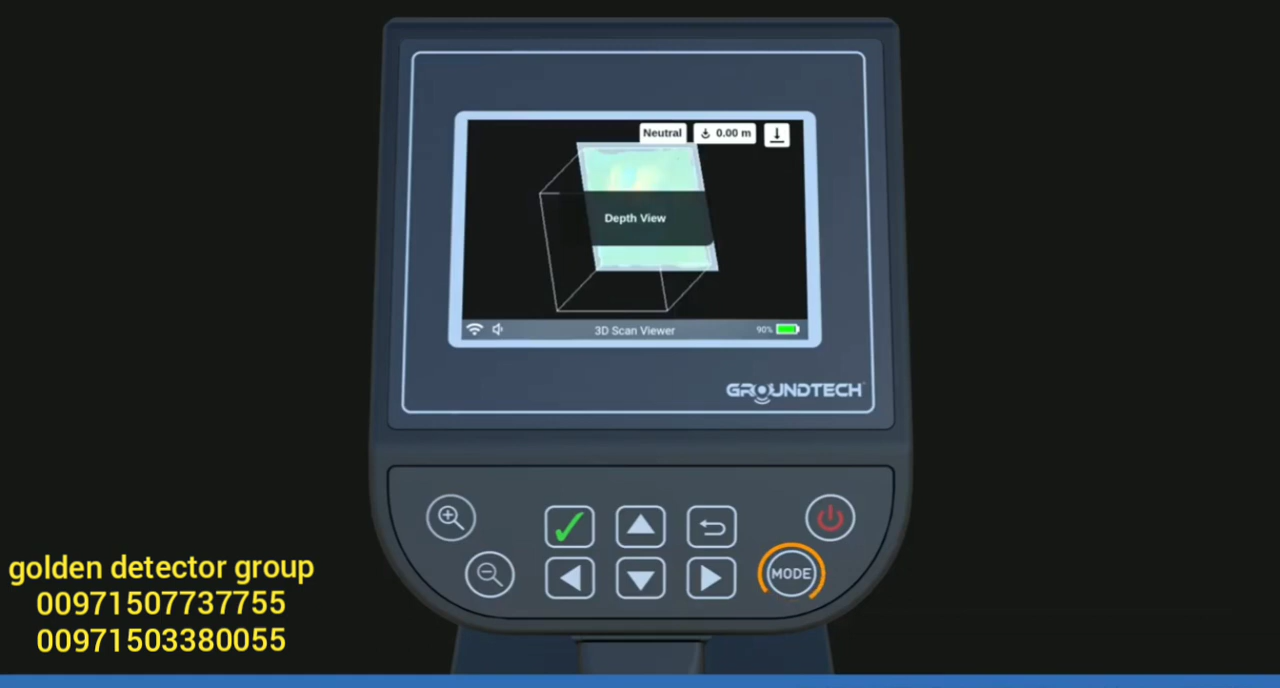 Neutral
0.00 m
Depth View
3D Scan Viewer
90%
GROUNDTECH
MODE
golden detector group
00971507737755
00971503380055